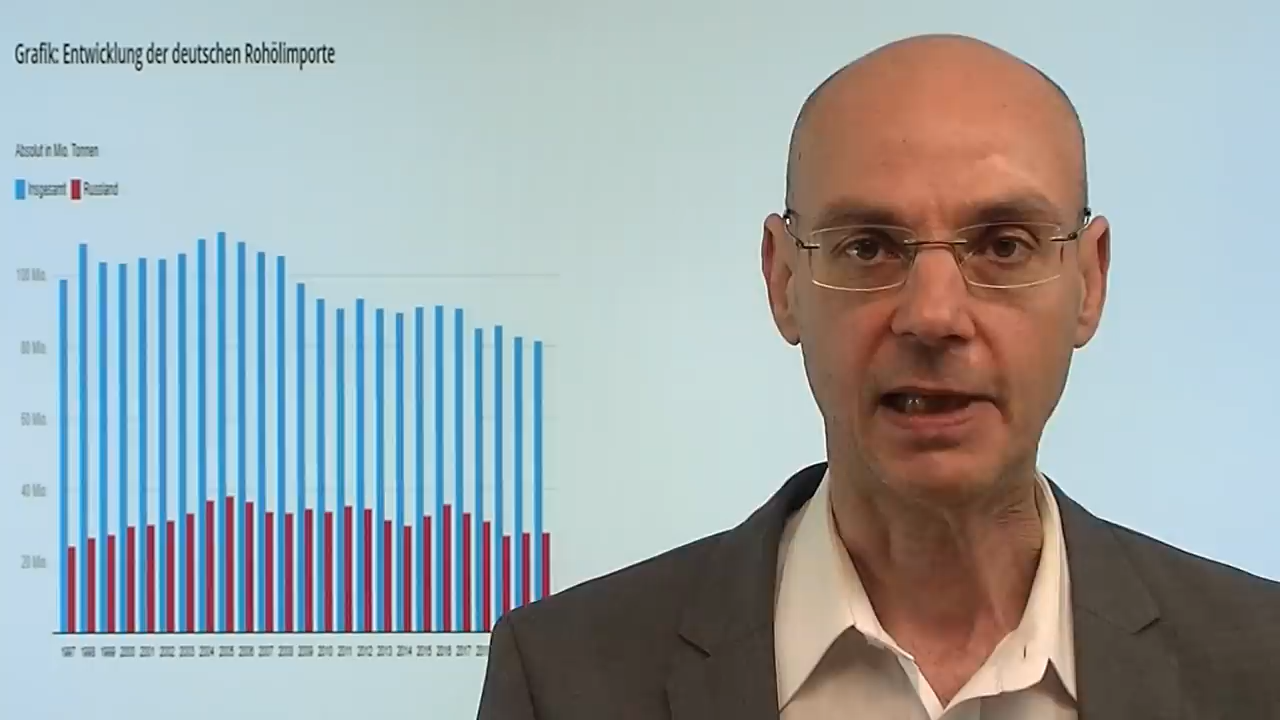 Grafik: Entwicklung der deutschen Rohölimporte
Absolut in Mio. Tonnen
Insgesamt Russland
100 Mio.
80 Mio.
60 Mio.
40 Mio.
20 Mio.
1997 1998 1999 2000 2001 2002 2003 2004 2005 2006 2007 2008 2009 2010 2011 2012 2013 2014 2015 2016 2017